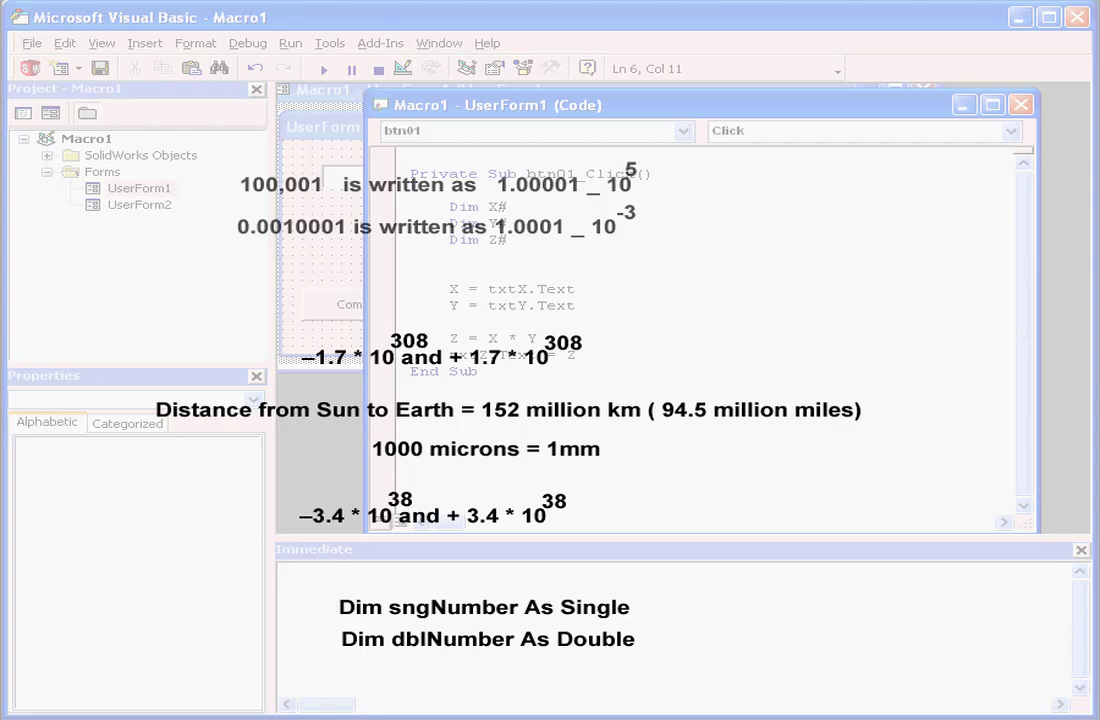 Microsoft Visual Basic - Macro1
File Edit View Insert Format Debug Run Tools Add-Ins Window Help
Ln 6, Col 11
Project - Macro1
Macro1
SolidWorks Objects
Forms
UserForm1
UserForm2
Macro1 - UserForm1 (Code)
UserForm
btn01 Click
Private Sub btn01_Click()
100,001 is written as 1.00001 _ 10^5
Dim X#
0.0010001 is written as 1.0001 _ 10^-3
Dim Y#
Dim Z#
X = txtX.Text
Y = txtY.Text
Com
Z = X * Y
–1.7 * 10^308 and + 1.7 * 10^308
End Sub
Properties
Alphabetic Categorized
Distance from Sun to Earth = 152 million km ( 94.5 million miles)
1000 microns = 1mm
–3.4 * 10^38 and + 3.4 * 10^38
Immediate
Dim sngNumber As Single
Dim dblNumber As Double